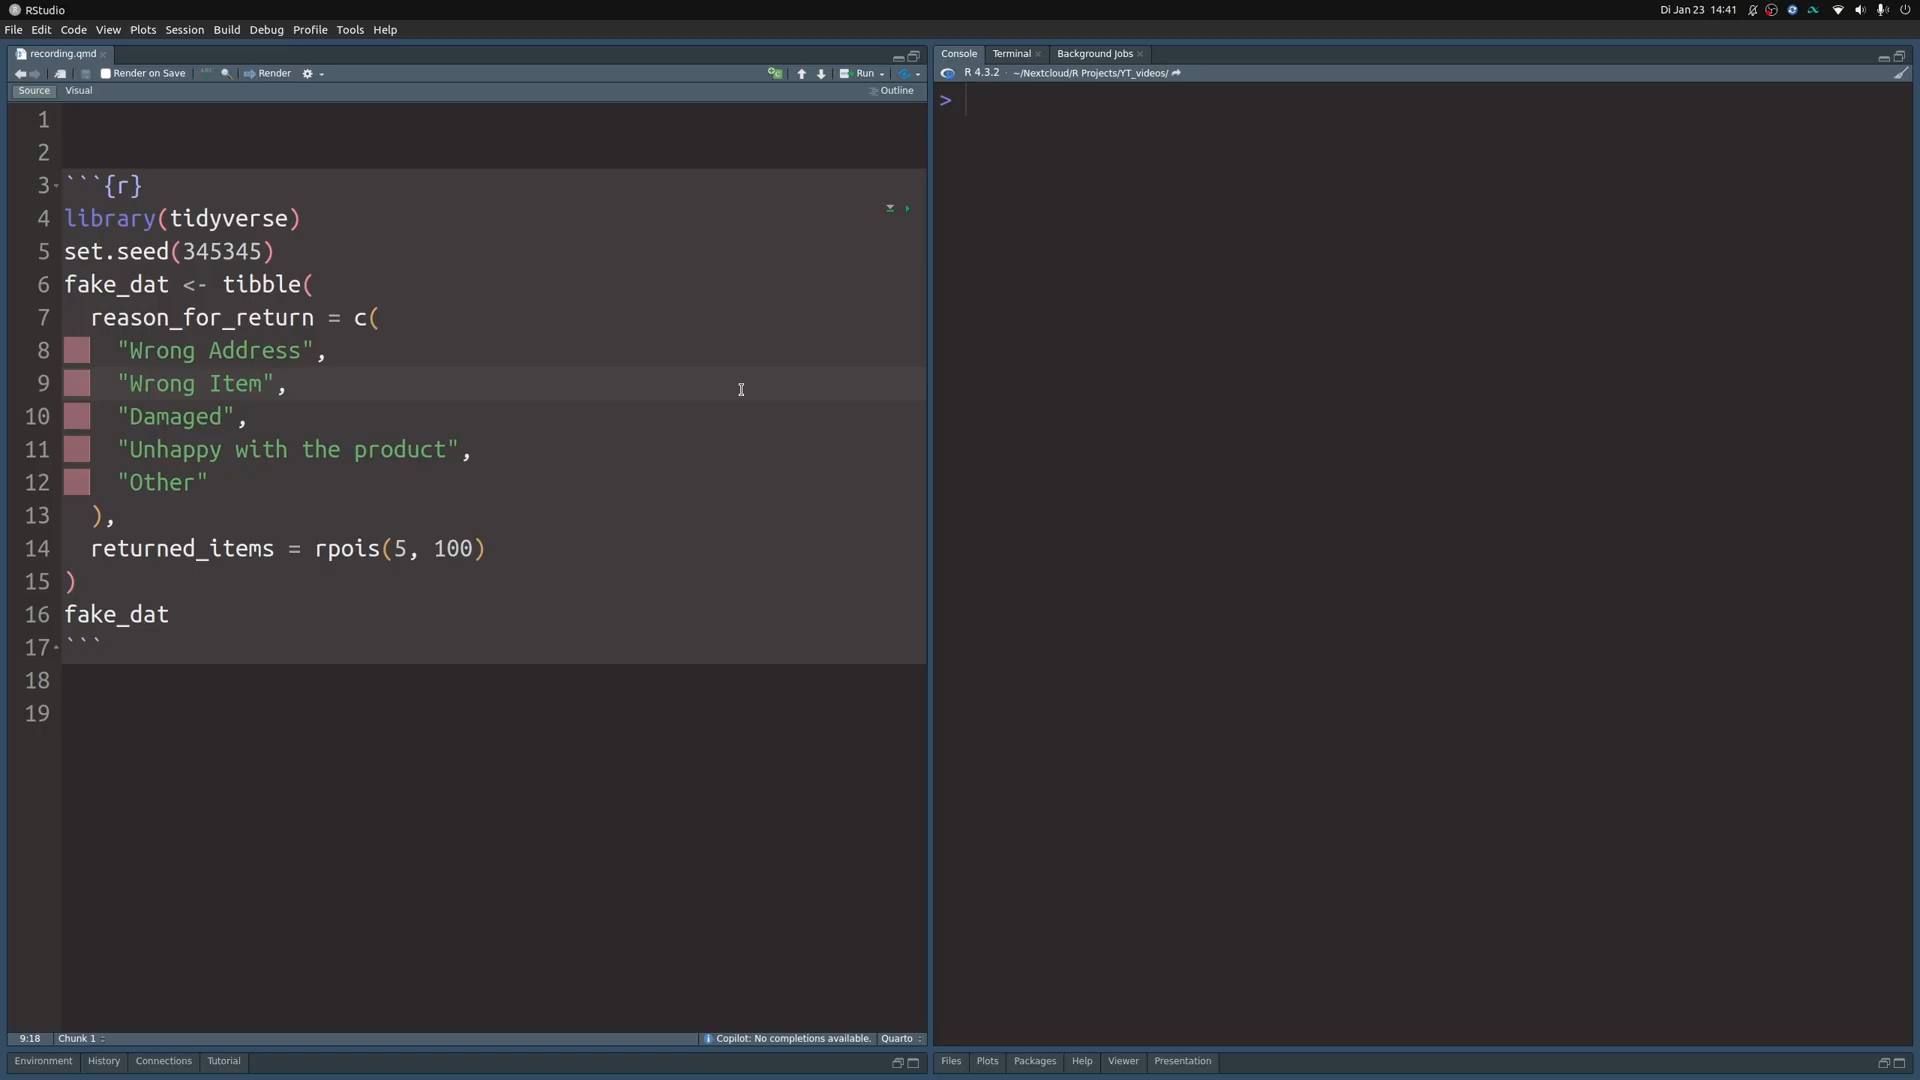 RStudio
Di Jan 23 14:41
File Edit Code View Plots Session Build Debug Profile Tools Help
recording.qmd
Render on Save
Render
Run
Source Visual
Outline
1
2
3 ```{r}
4 library(tidyverse)
5 set.seed(345345)
6 fake_dat <- tibble(
7 reason_for_return = c(
8 "Wrong Address",
9 "Wrong Item",
10 "Damaged",
11 "Unhappy with the product",
12 "Other"
13 ),
14 returned_items = rpois(5, 100)
15 )
16 fake_dat
17 ```
18
19
9:18 Chunk 1
Copilot: No completions available. Quarto
Environment History Connections Tutorial
Console Terminal Background Jobs
R 4.3.2 · ~/Nextcloud/R Projects/YT_videos/
>
Files Plots Packages Help Viewer Presentation